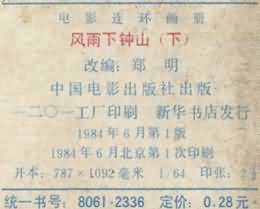 电影连环画册
风雨下钟山(下)
改编:郑 明
中国电影出版社出版
一二〇一工厂印刷 新华书店发行
1984年6月第1版
1984年6月北京第1次印刷
开本:787×1092毫米 1/64 印张:2
统一书号:8061·2336 定价:0.28元